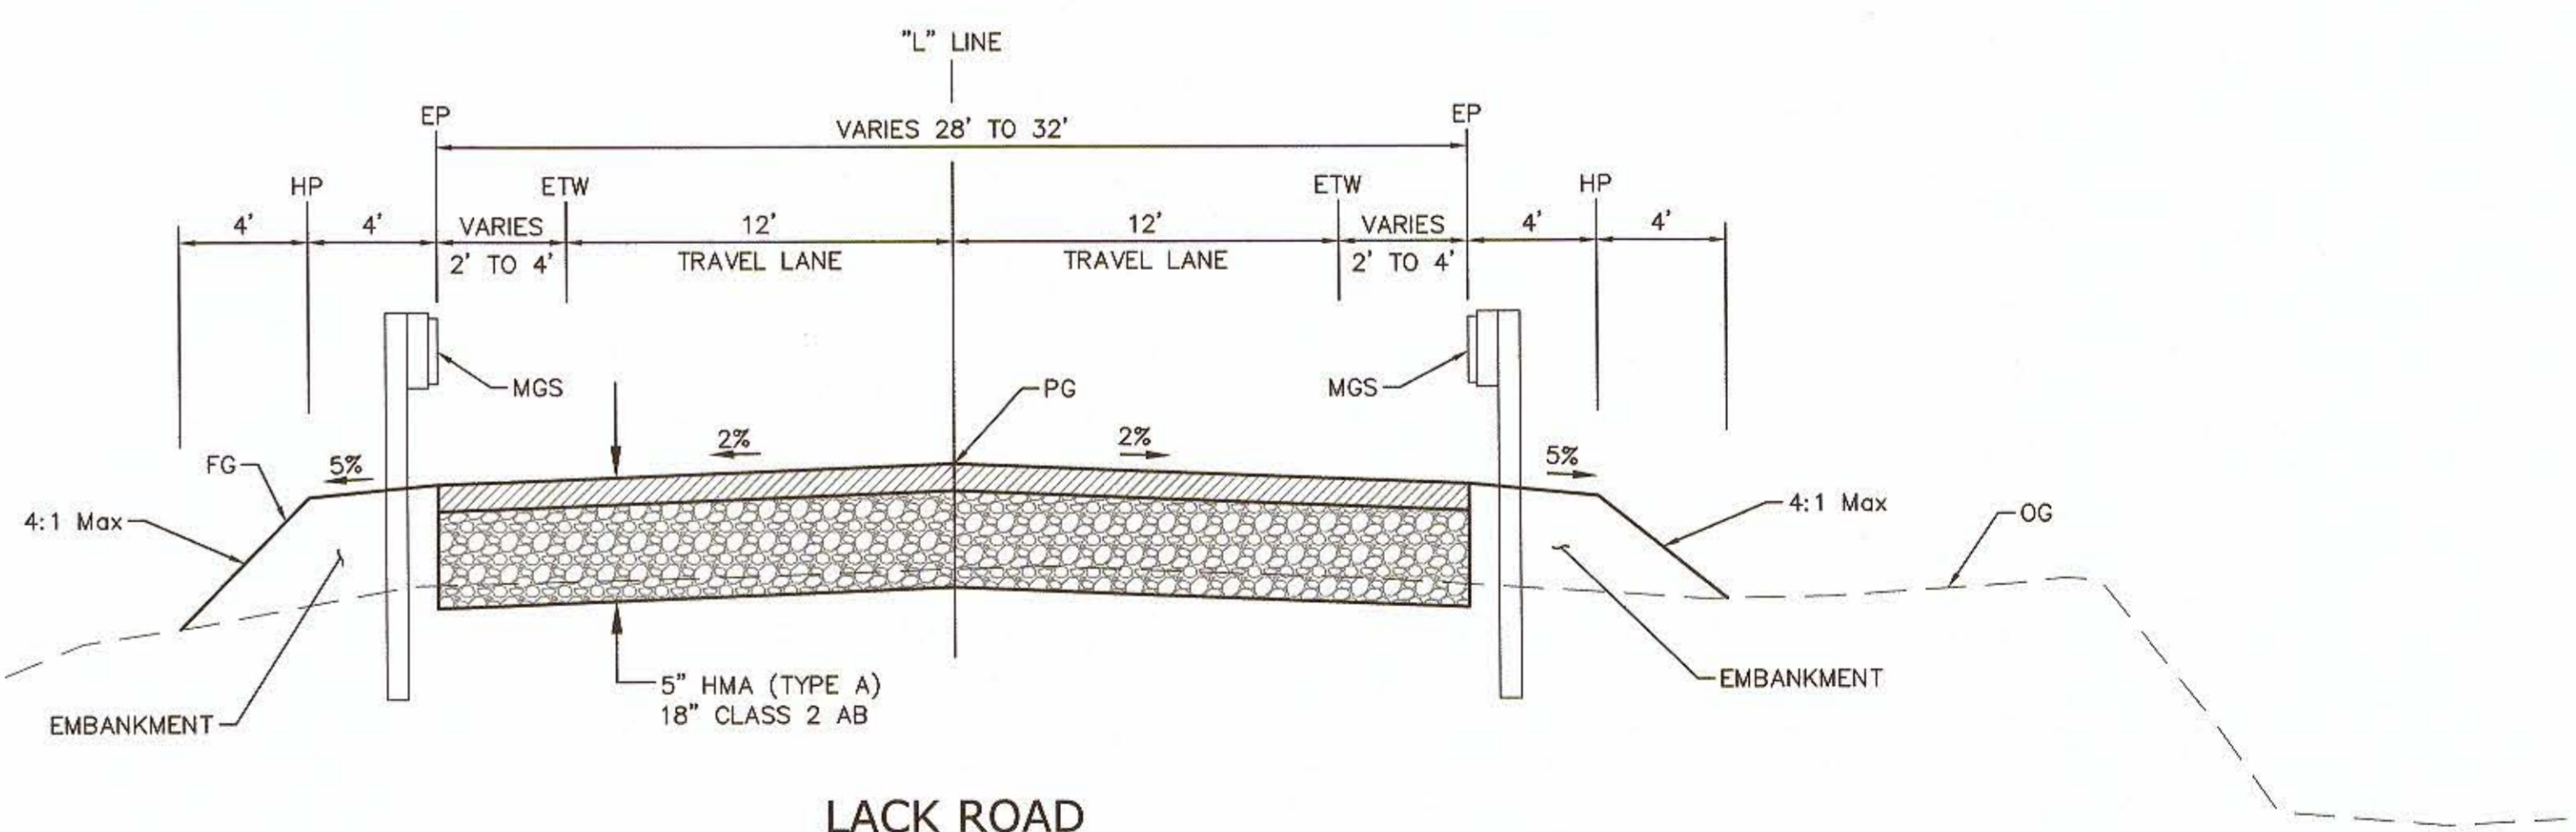 "L" LINE
EP
EP
VARIES 28' TO 32'
HP
ETW
ETW
HP
4'
4'
VARIES
12'
12'
VARIES
4'
4'
2' TO 4'
TRAVEL LANE
TRAVEL LANE
2' TO 4'
MGS
PG
MGS
2%
2%
FG
5%
5%
4:1 Max
4:1 Max
OG
5" HMA (TYPE A)
18" CLASS 2 AB
EMBANKMENT
EMBANKMENT
LACK ROAD